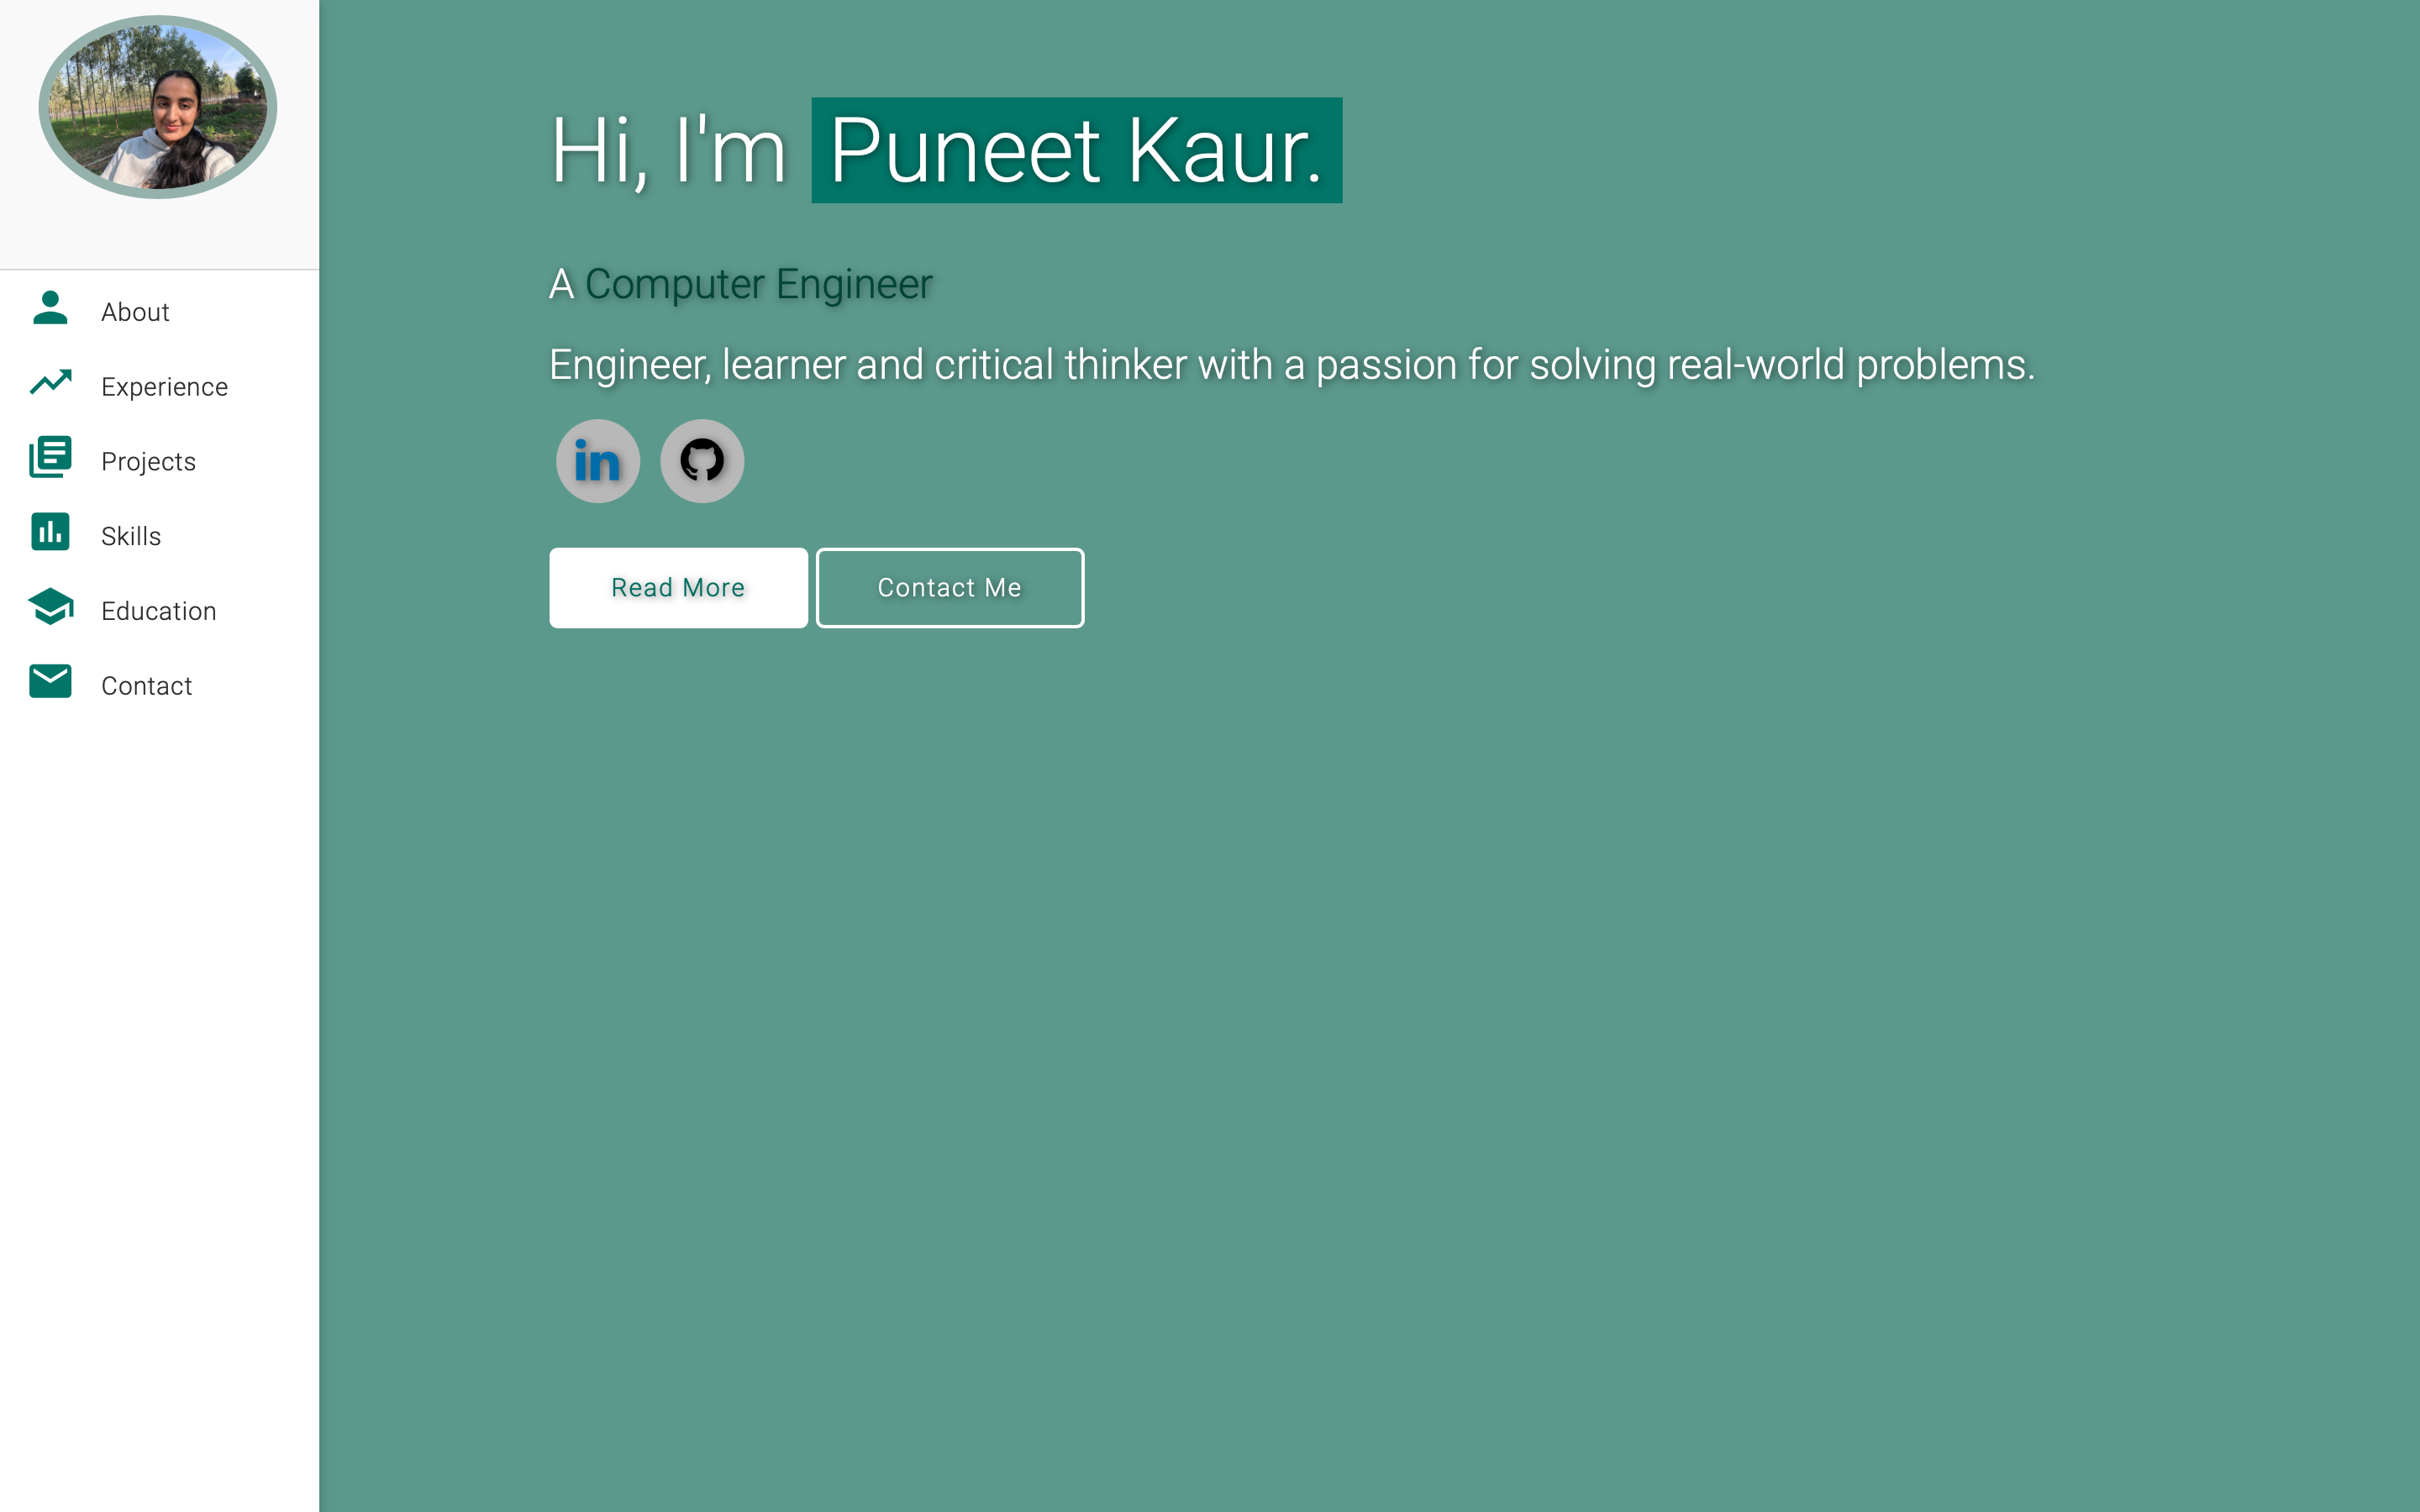 About
Experience
Projects
Skills
Education
Contact
Hi, I'm Puneet Kaur.
A Computer Engineer
Engineer, learner and critical thinker with a passion for solving real-world problems.
in
Read More
Contact Me